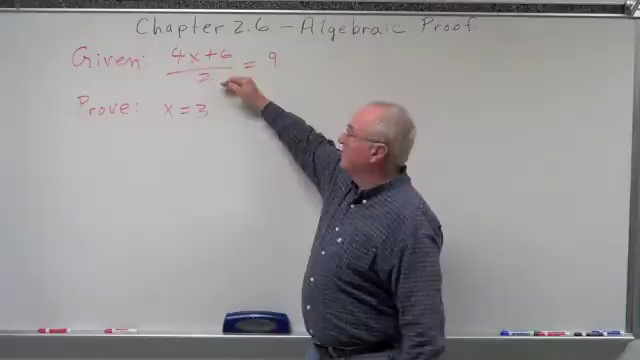 Chapter 2.6 - Algebraic Proof
Given: (4x+6)/2 = 9
Prove: x = 3